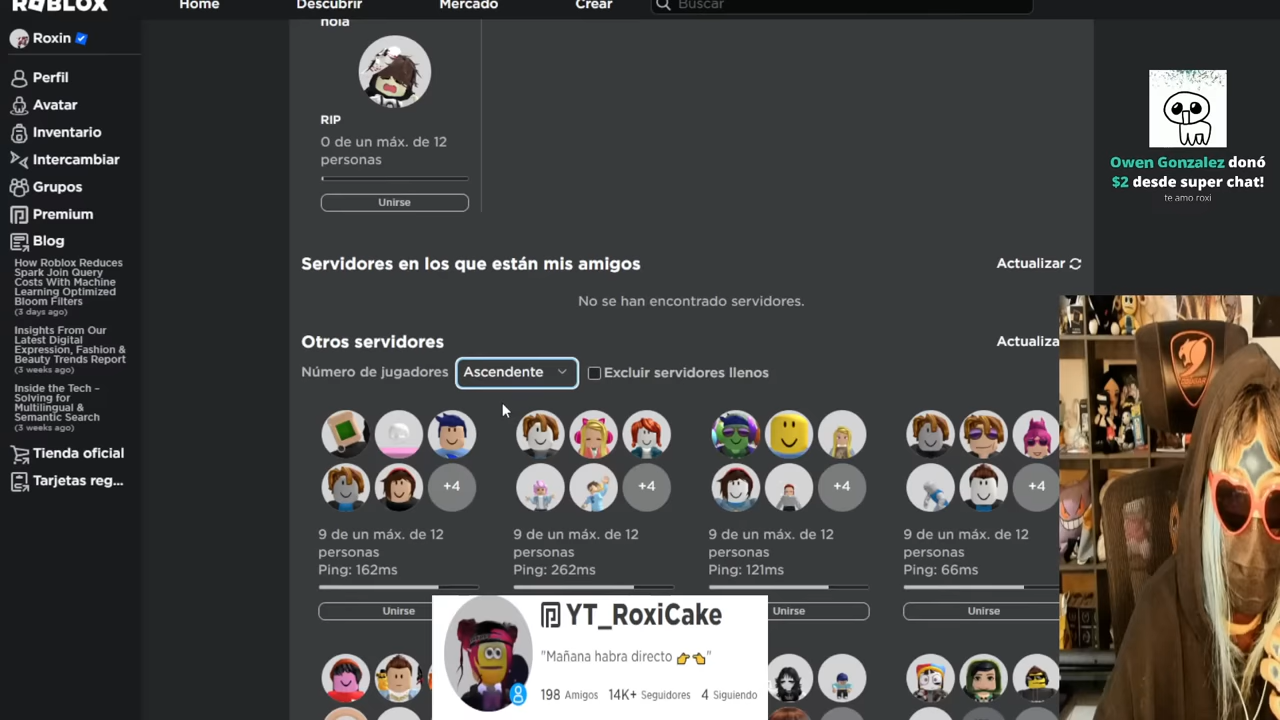 ROBLOX
Home
Descubrir
Mercado
Crear
Buscar
Roxin
Perfil
Avatar
Inventario
Intercambiar
Grupos
Premium
Blog
How Roblox Reduces
Spark Join Query
Costs With Machine
Learning Optimized
Bloom Filters
(3 days ago)
Insights From Our
Latest Digital
Expression, Fashion &
Beauty Trends Report
(3 weeks ago)
Inside the Tech –
Solving for
Multilingual &
Semantic Search
(3 weeks ago)
Tienda oficial
Tarjetas reg...
hola
RIP
0 de un máx. de 12
personas
Unirse
Servidores en los que están mis amigos
Actualizar
No se han encontrado servidores.
Otros servidores
Actualiza
Número de jugadores
Ascendente
Excluir servidores llenos
+4
+4
+4
+4
9 de un máx. de 12
personas
Ping: 162ms
Unirse
9 de un máx. de 12
personas
Ping: 262ms
9 de un máx. de 12
personas
Ping: 121ms
Unirse
9 de un máx. de 12
personas
Ping: 66ms
Unirse
YT_RoxiCake
"Mañana habra directo 👉👈"
198 Amigos
14K+ Seguidores
4 Siguiendo
Owen Gonzalez donó
$2 desde super chat!
te amo roxi